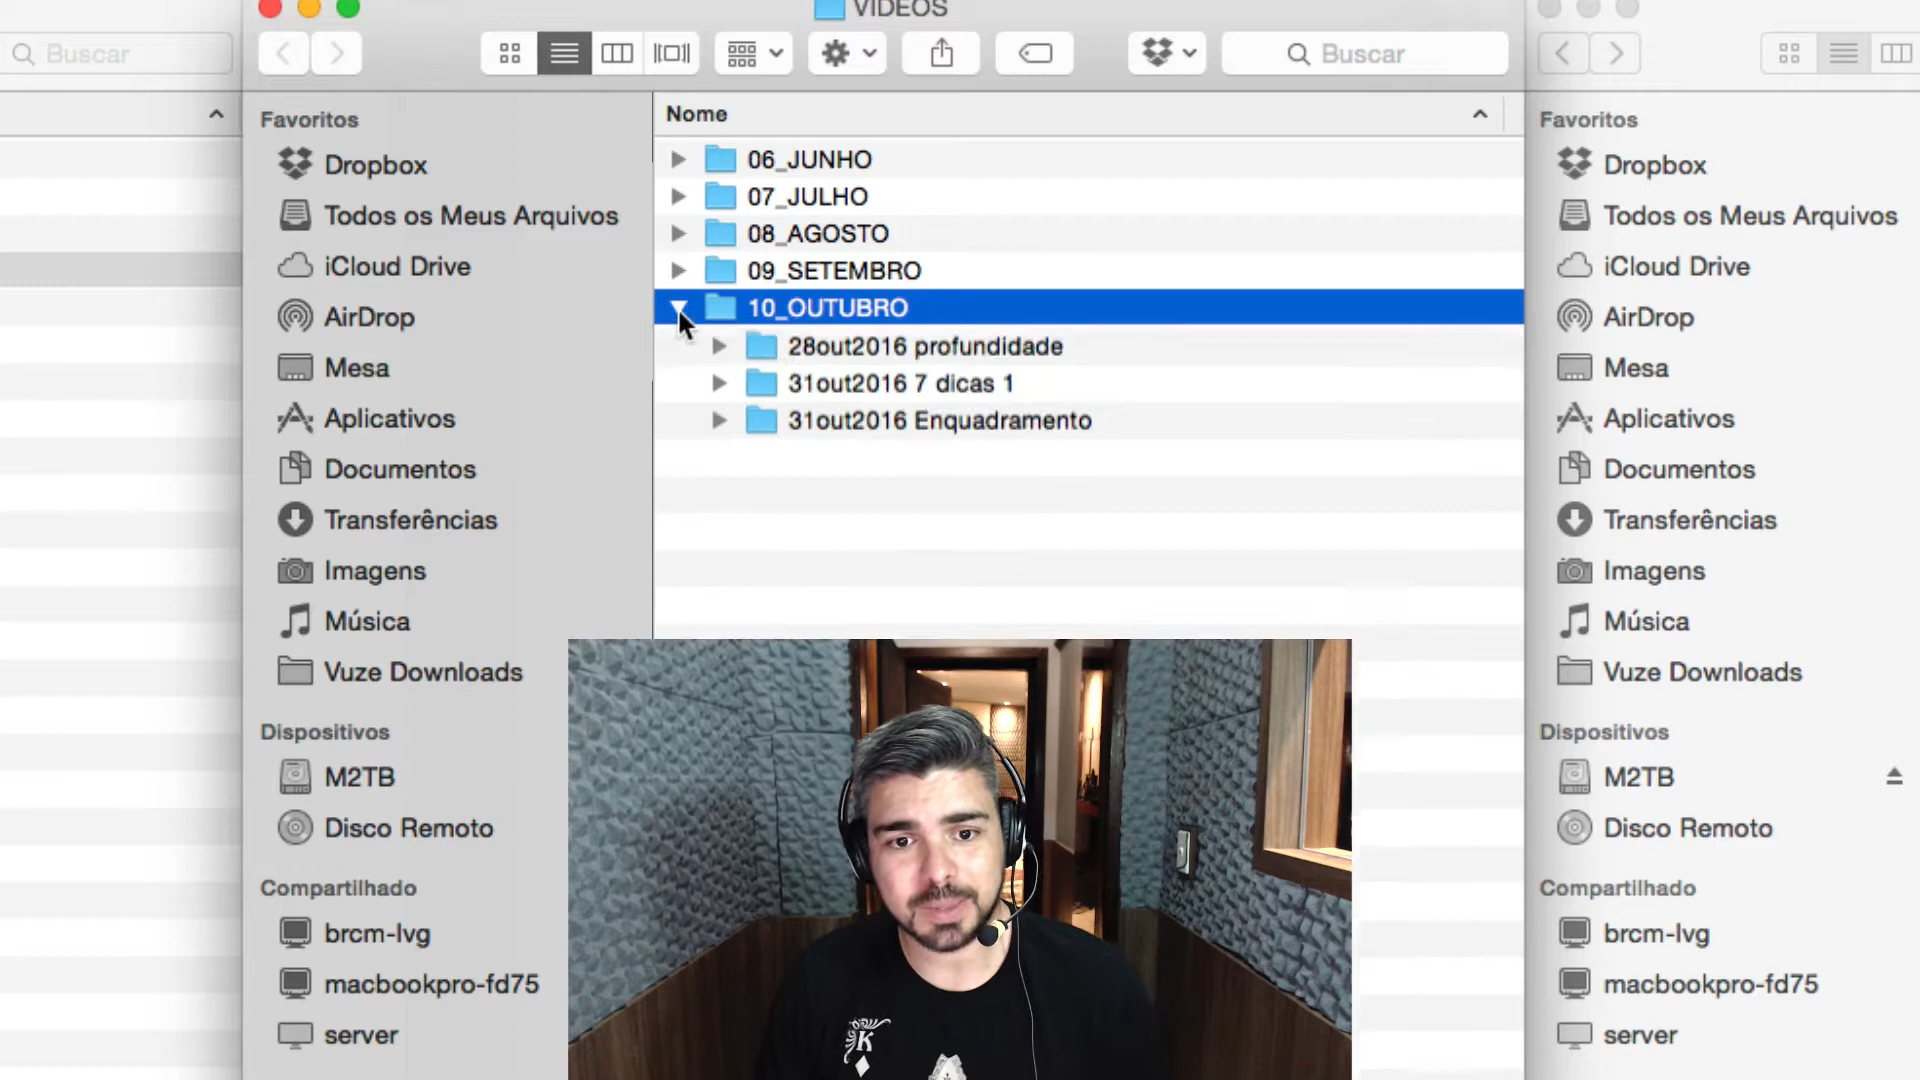 VIDEOS
Buscar
Buscar
Nome
Favoritos
Dropbox
Todos os Meus Arquivos
iCloud Drive
AirDrop
Mesa
Aplicativos
Documentos
Transferências
Imagens
Música
Vuze Downloads
Dispositivos
M2TB
Disco Remoto
Compartilhado
brcm-lvg
macbookpro-fd75
server
06_JUNHO
07_JULHO
08_AGOSTO
09_SETEMBRO
10_OUTUBRO
28out2016 profundidade
31out2016 7 dicas 1
31out2016 Enquadramento
K
Favoritos
Dropbox
Todos os Meus Arquivos
iCloud Drive
AirDrop
Mesa
Aplicativos
Documentos
Transferências
Imagens
Música
Vuze Downloads
Dispositivos
M2TB
Disco Remoto
Compartilhado
brcm-lvg
macbookpro-fd75
server